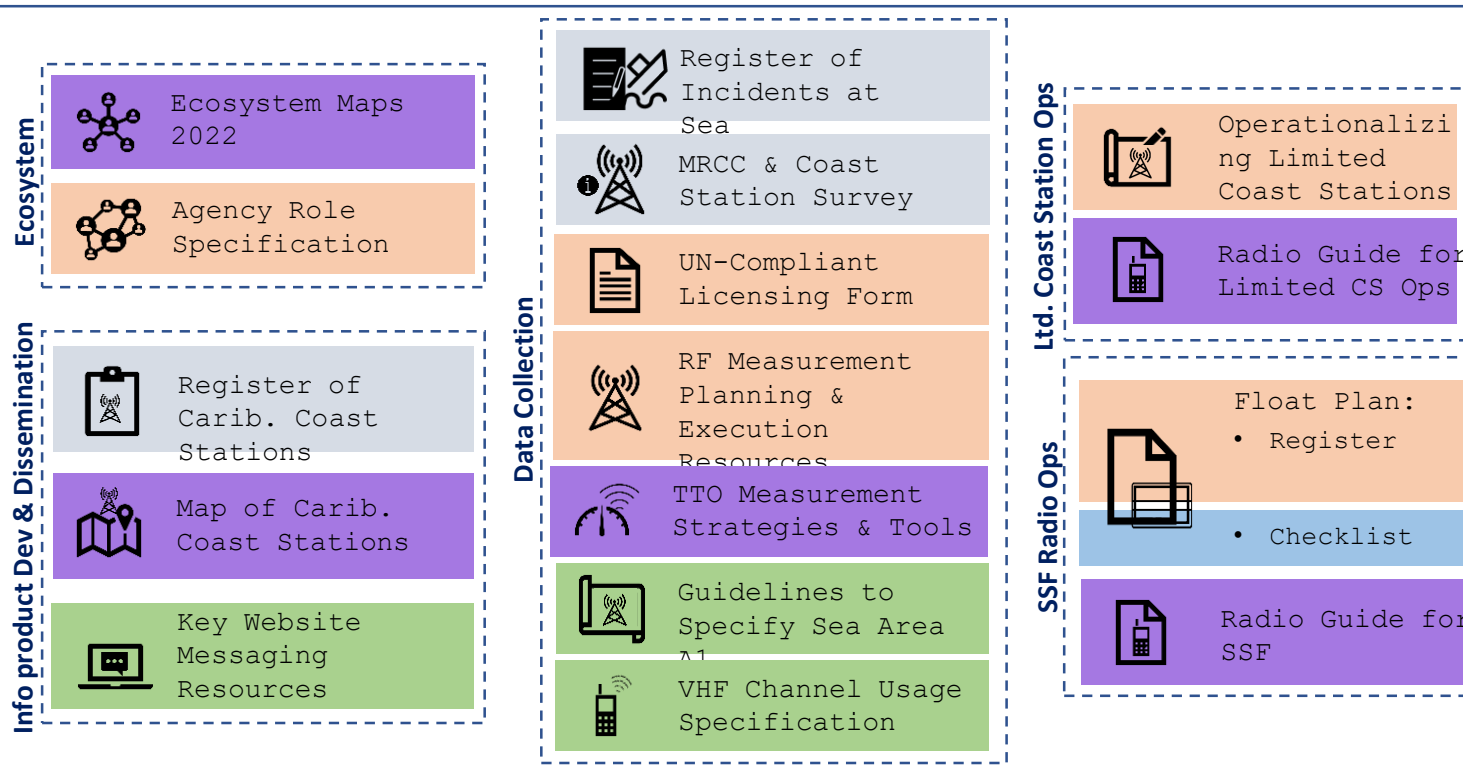 Ecosystem
Ecosystem Maps
2022
Agency Role
Specification
Info product Dev & Dissemination
Register of
Carib. Coast
Stations
Map of Carib.
Coast Stations
Key Website
Messaging
Resources
Data Collection
Register of
Incidents at
Sea
MRCC & Coast
Station Survey
UN-Compliant
Licensing Form
RF Measurement
Planning &
Execution
Resources
TTO Measurement
Strategies & Tools
Guidelines to
Specify Sea Area
A1
VHF Channel Usage
Specification
Ltd. Coast Station Ops
Operationalizi
ng Limited
Coast Stations
Radio Guide for
Limited CS Ops
SSF Radio Ops
Float Plan:
• Register
• Checklist
Radio Guide for
SSF